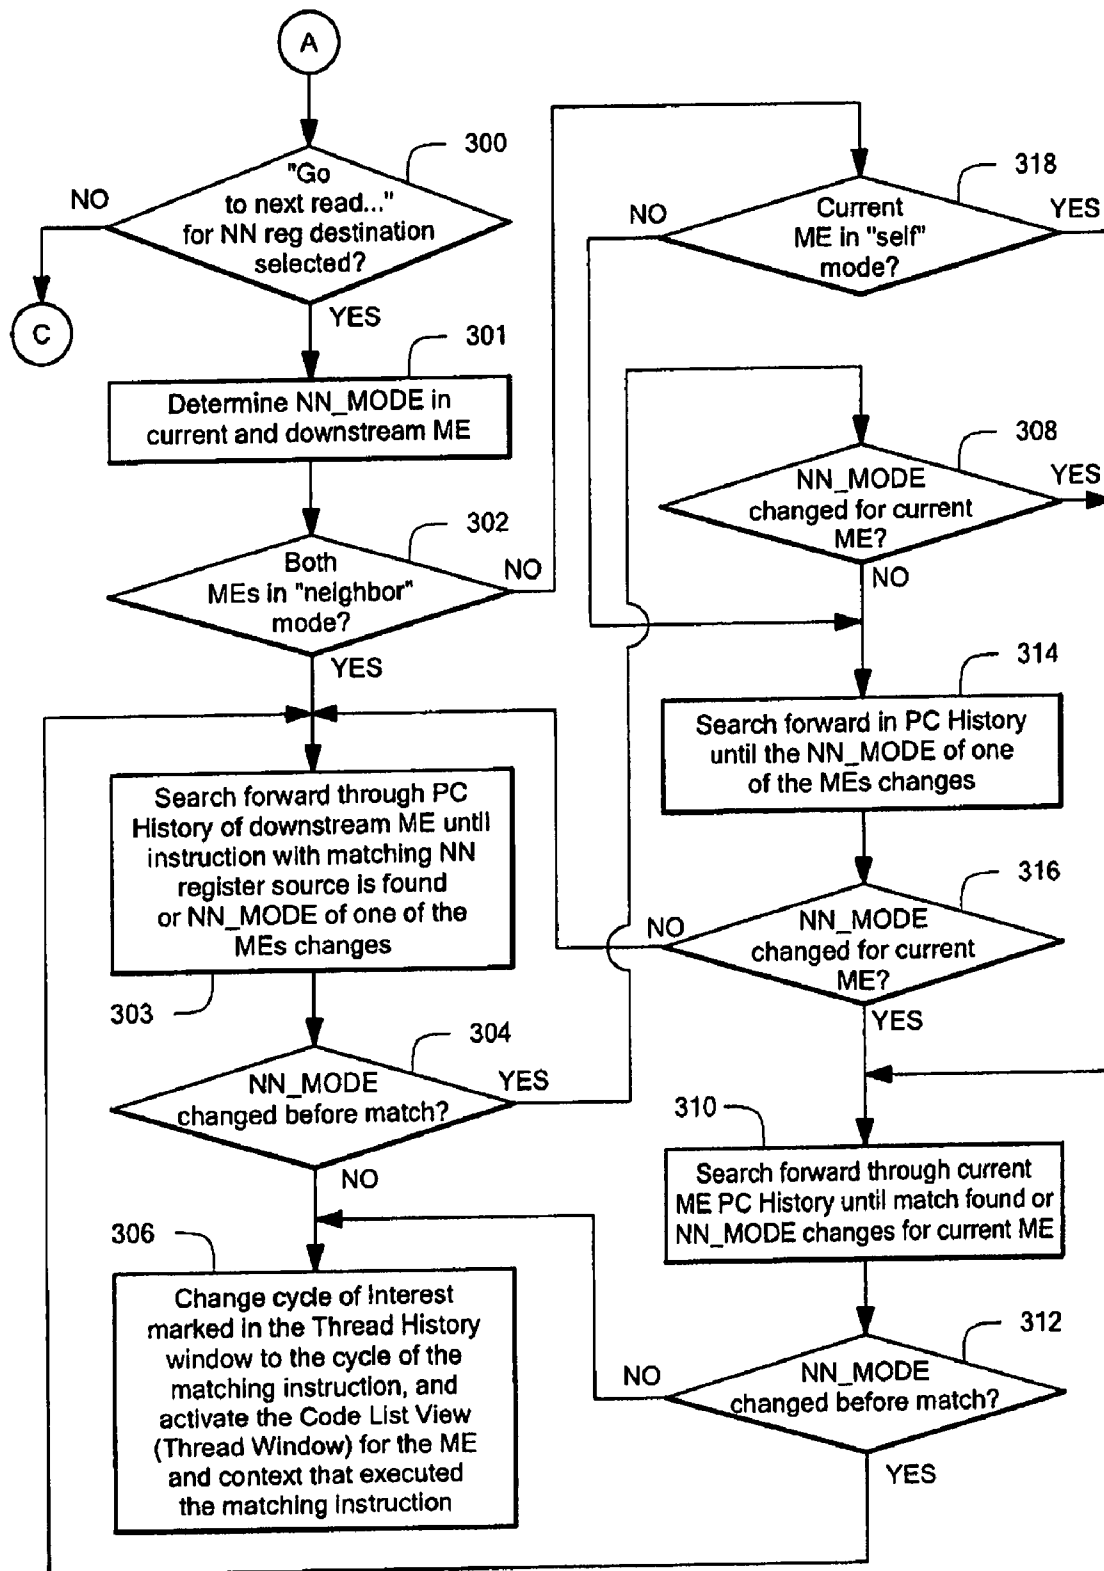 A
300
"Go
to next read..."
for NN reg destination
selected?
NO
YES
C
301
Determine NN_MODE in
current and downstream ME
302
Both
MEs in "neighbor"
mode?
NO
YES
Search forward through PC
History of downstream ME until
instruction with matching NN
register source is found
or NN_MODE of one of the
MEs changes
303
304
NN_MODE
changed before match?
YES
NO
306
Change cycle of Interest
marked in the Thread History
window to the cycle of the
matching instruction, and
activate the Code List View
(Thread Window) for the ME
and context that executed
the matching instruction
318
Current
ME in "self"
mode?
NO
YES
308
NN_MODE
changed for current
ME?
YES
NO
314
Search forward in PC History
until the NN_MODE of one
of the MEs changes
316
NN_MODE
changed for current
ME?
NO
YES
310
Search forward through current
ME PC History until match found or
NN_MODE changes for current ME
312
NN_MODE
changed before match?
NO
YES